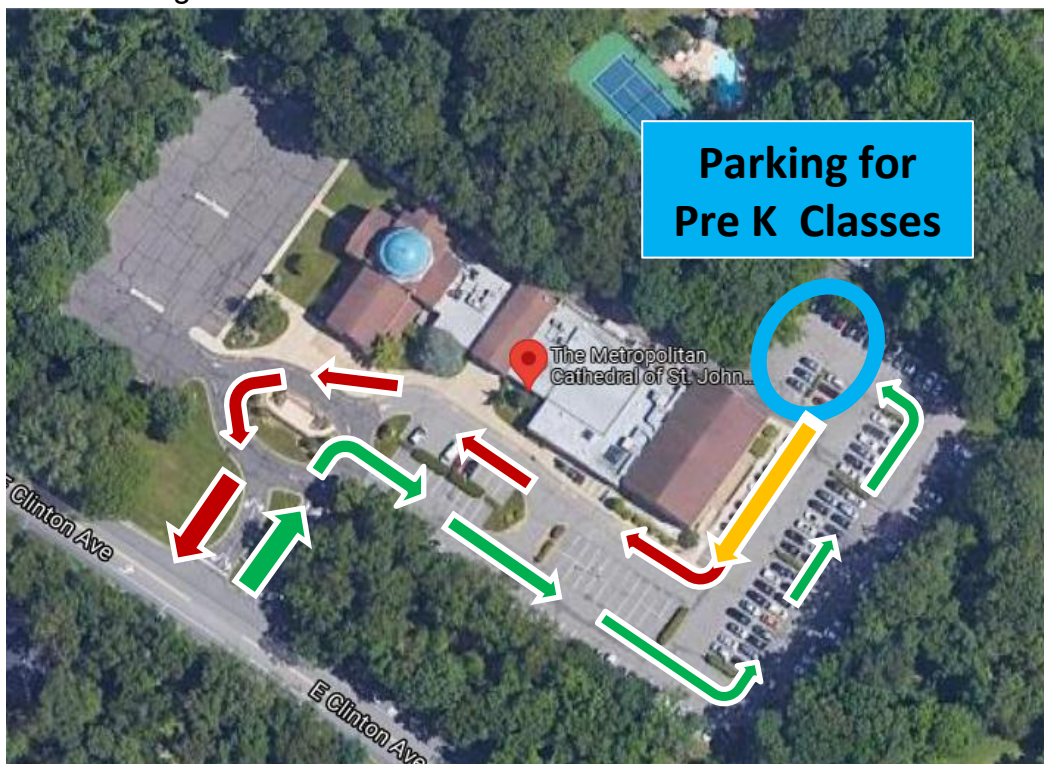 Parking for
Pre K Classes
The Metropolitan
Cathedral of St. John...
Clinton Ave
E Clinton Ave